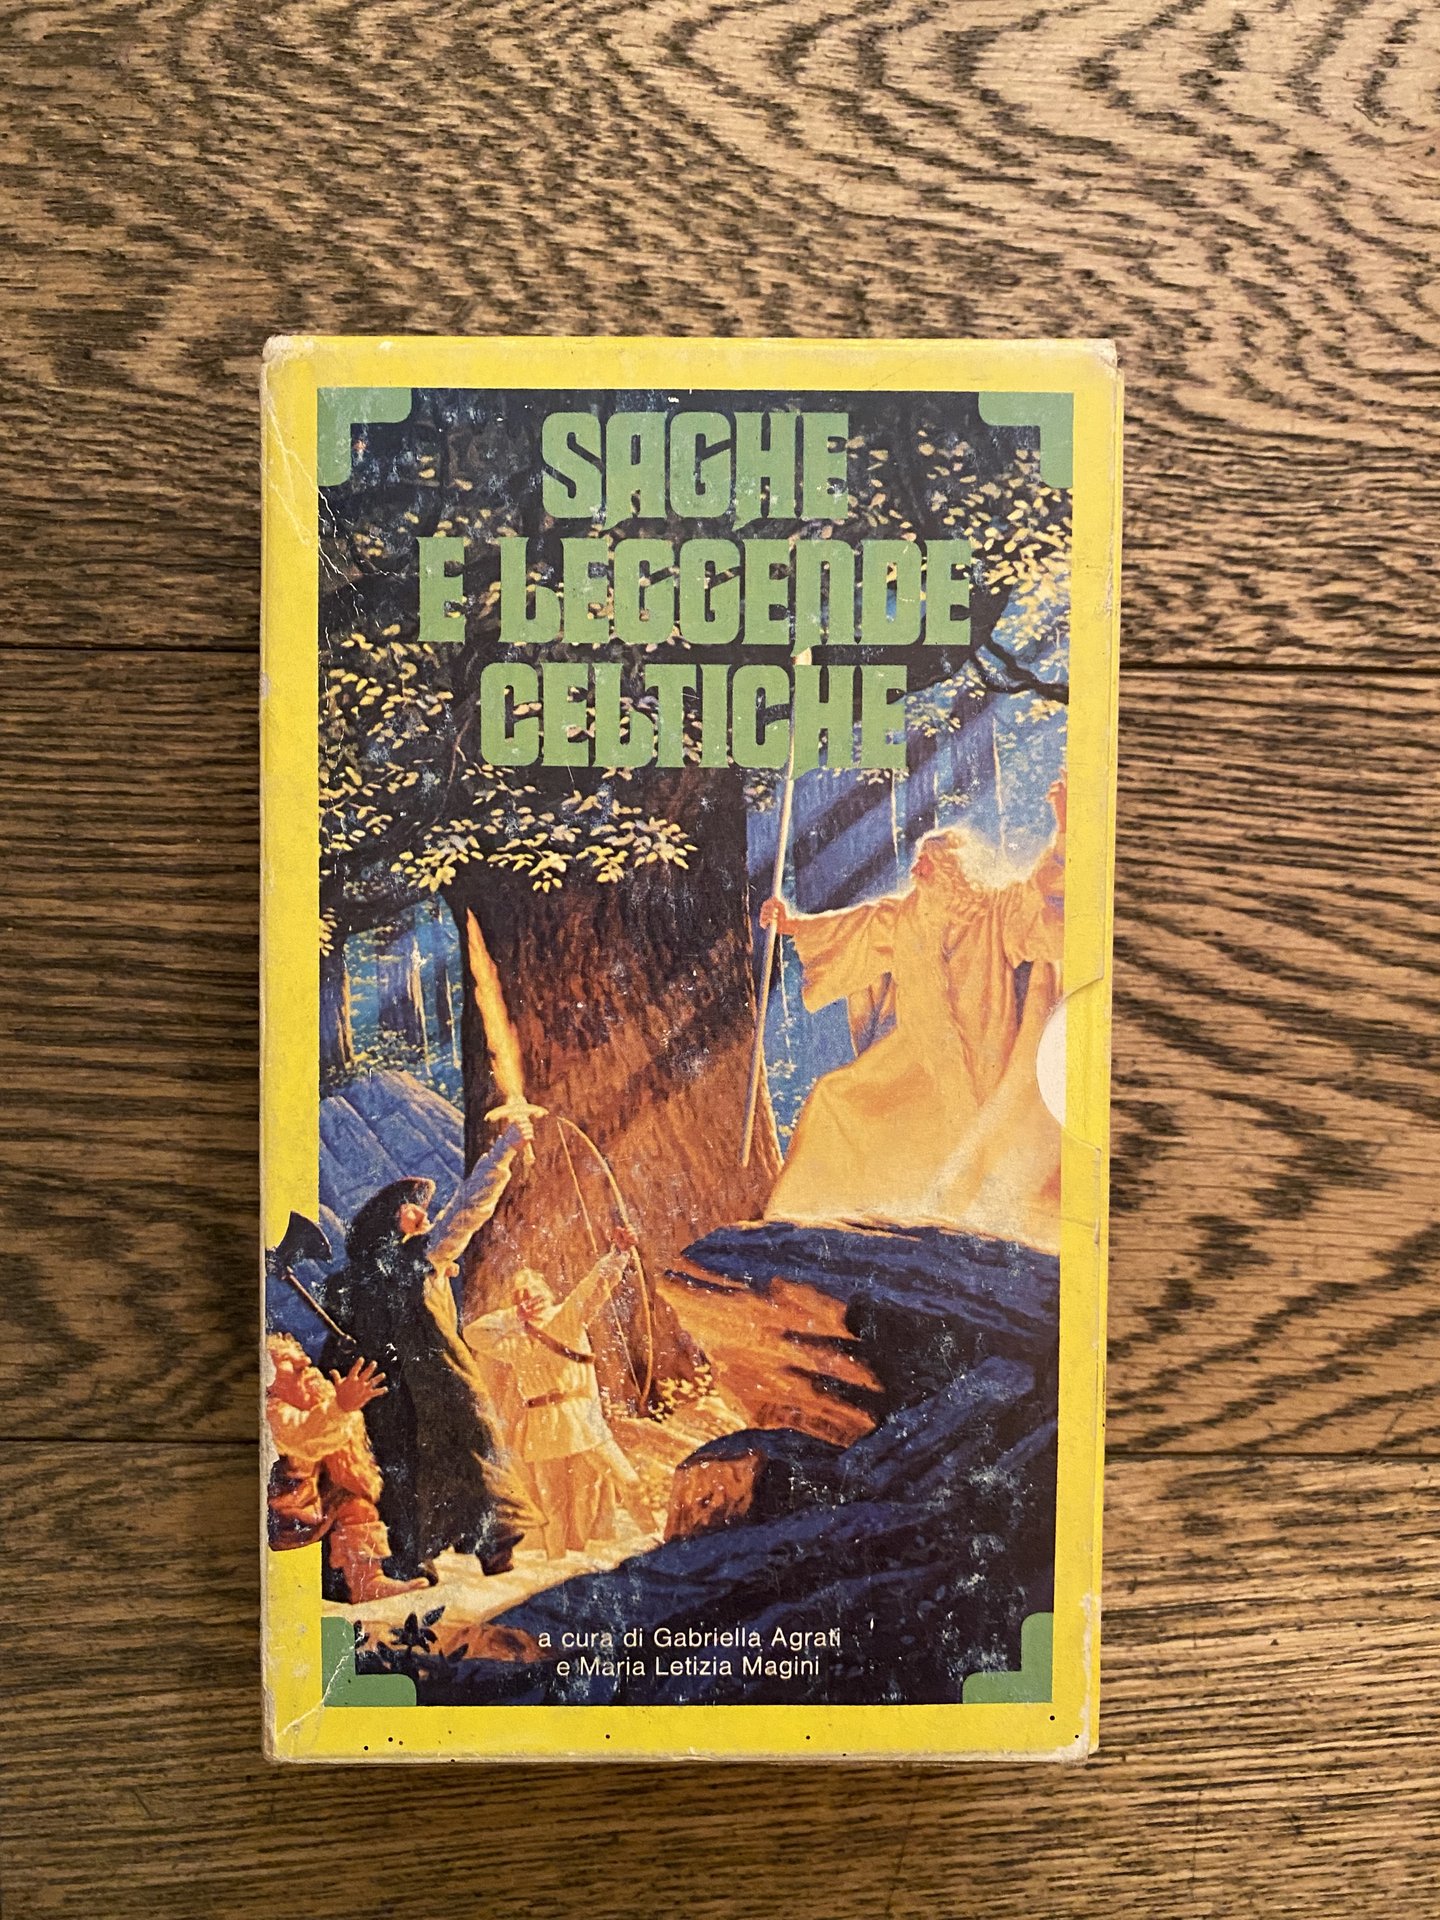 SAGHE
E LEGGENDE
CELTICHE
a cura di Gabriella Agrati
e Maria Letizia Magini